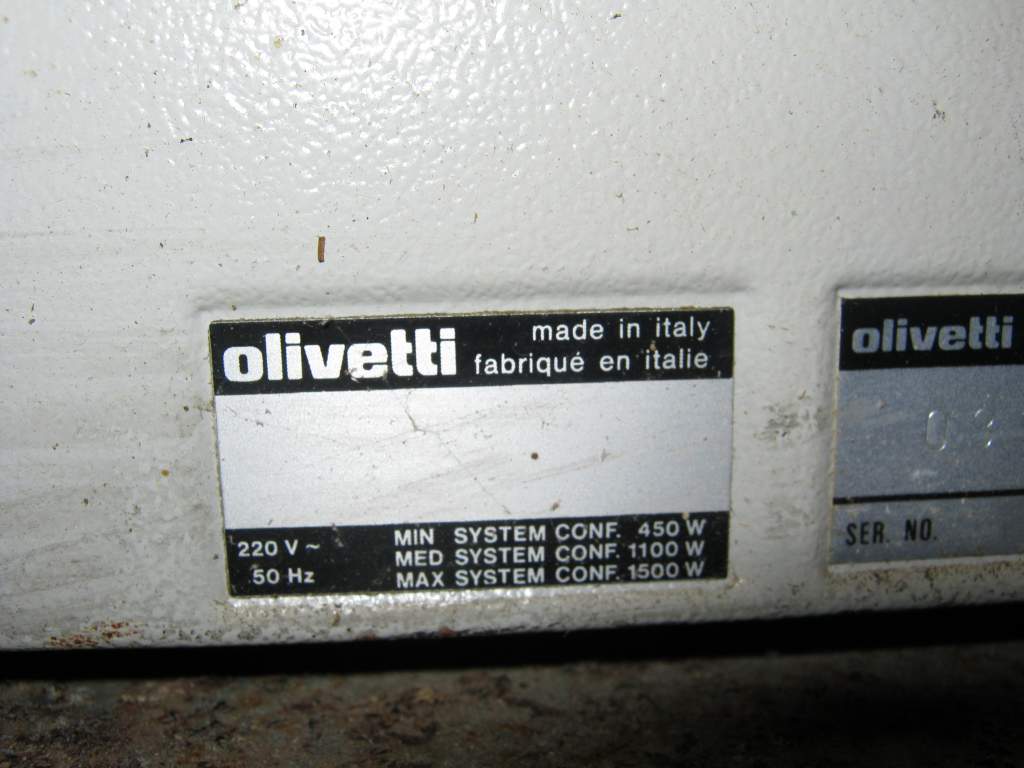 olivetti made in italy
fabriqué en italie
220 V ~
50 Hz
MIN SYSTEM CONF. 450 W
MED SYSTEM CONF. 1100 W
MAX SYSTEM CONF. 1500 W
olivetti
SER. NO.